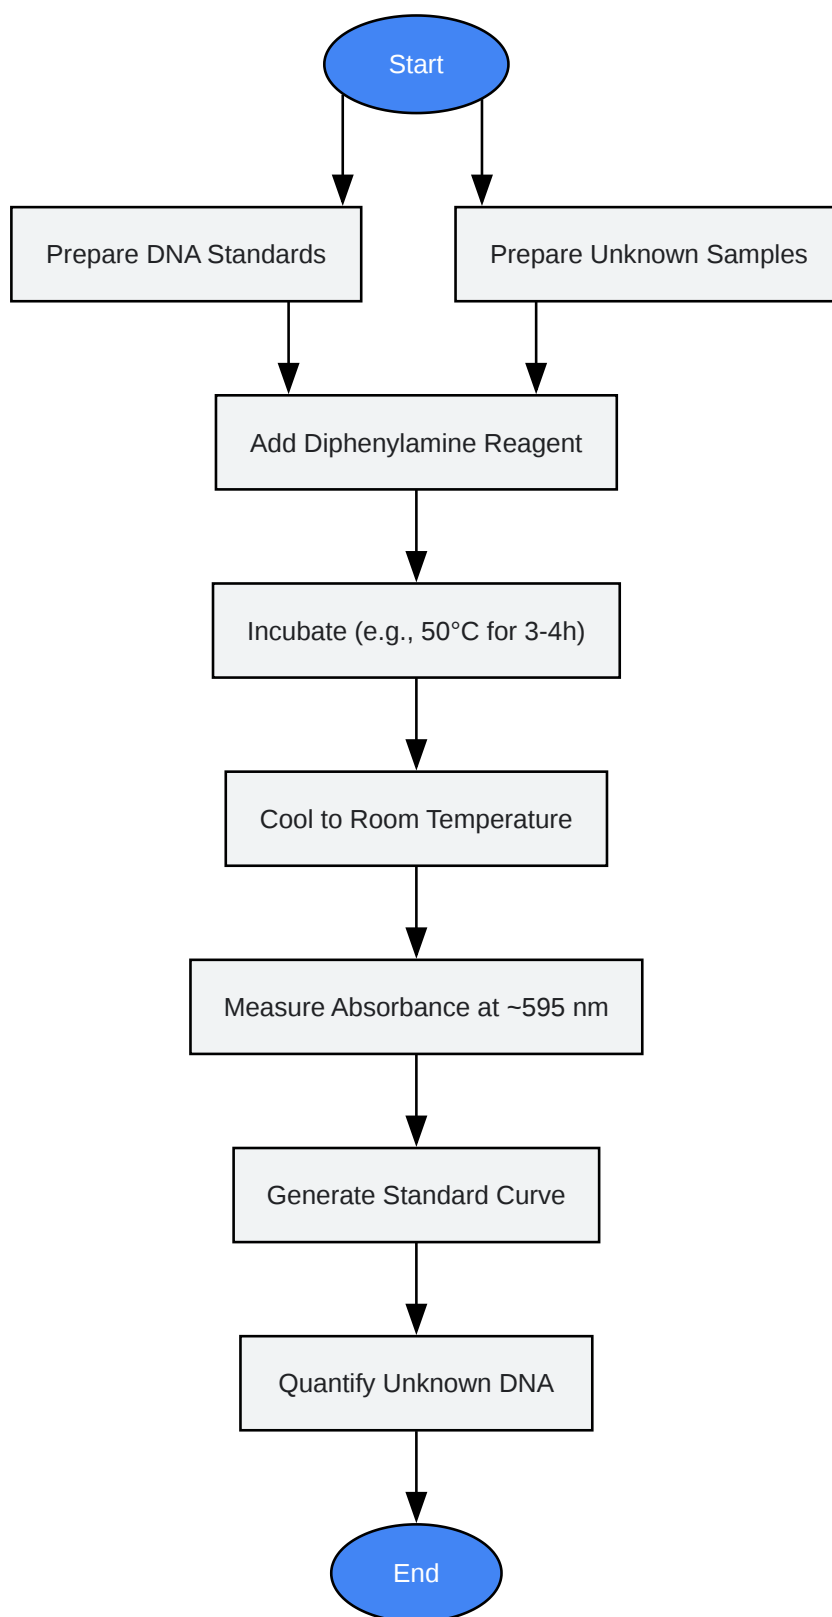 Start
Prepare DNA Standards
Prepare Unknown Samples
Add Diphenylamine Reagent
Incubate (e.g., 50°C for 3-4h)
Cool to Room Temperature
Measure Absorbance at ~595 nm
Generate Standard Curve
Quantify Unknown DNA
End